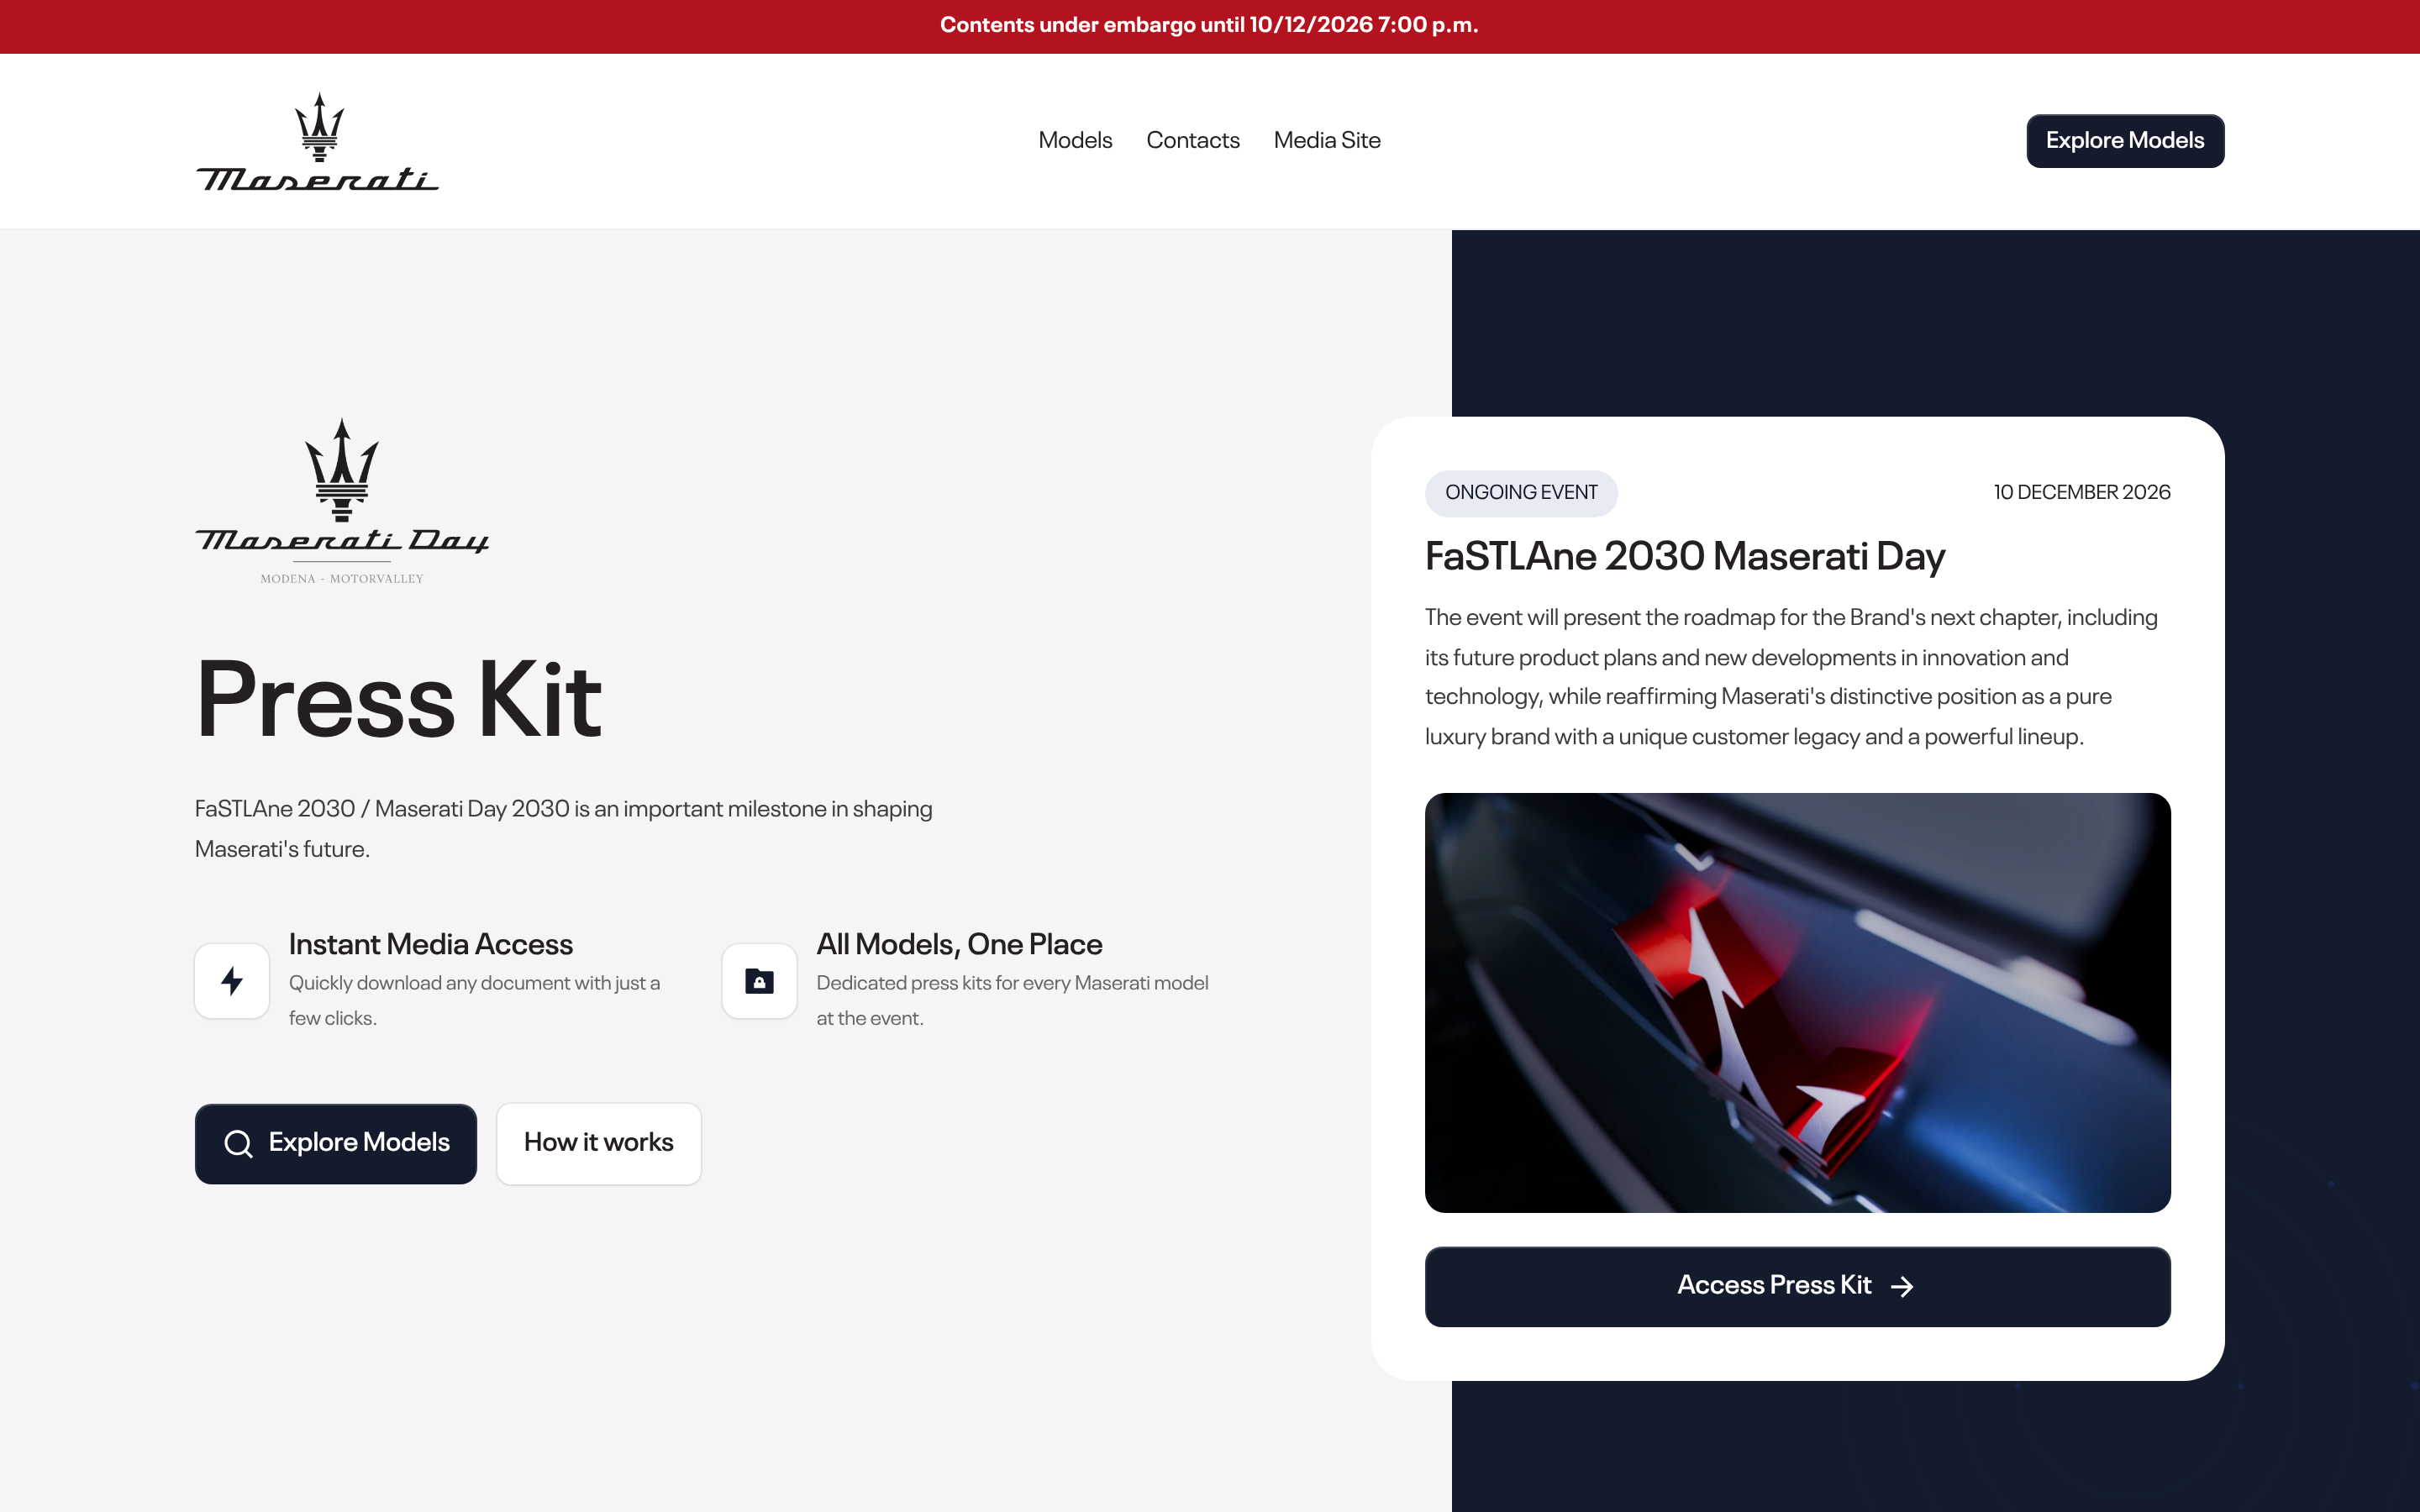 Contents under embargo until 10/12/2026 7:00 p.m.
Maserati
Models
Contacts
Media Site
Explore Models
Maserati Day
MODENA - MOTORVALLEY
Press Kit
FaSTLAne 2030 / Maserati Day 2030 is an important milestone in shaping
Maserati's future.
Instant Media Access
Quickly download any document with just a
few clicks.
All Models, One Place
Dedicated press kits for every Maserati model
at the event.
Explore Models
How it works
ONGOING EVENT
10 DECEMBER 2026
FaSTLAne 2030 Maserati Day
The event will present the roadmap for the Brand's next chapter, including
its future product plans and new developments in innovation and
technology, while reaffirming Maserati's distinctive position as a pure
luxury brand with a unique customer legacy and a powerful lineup.
Access Press Kit